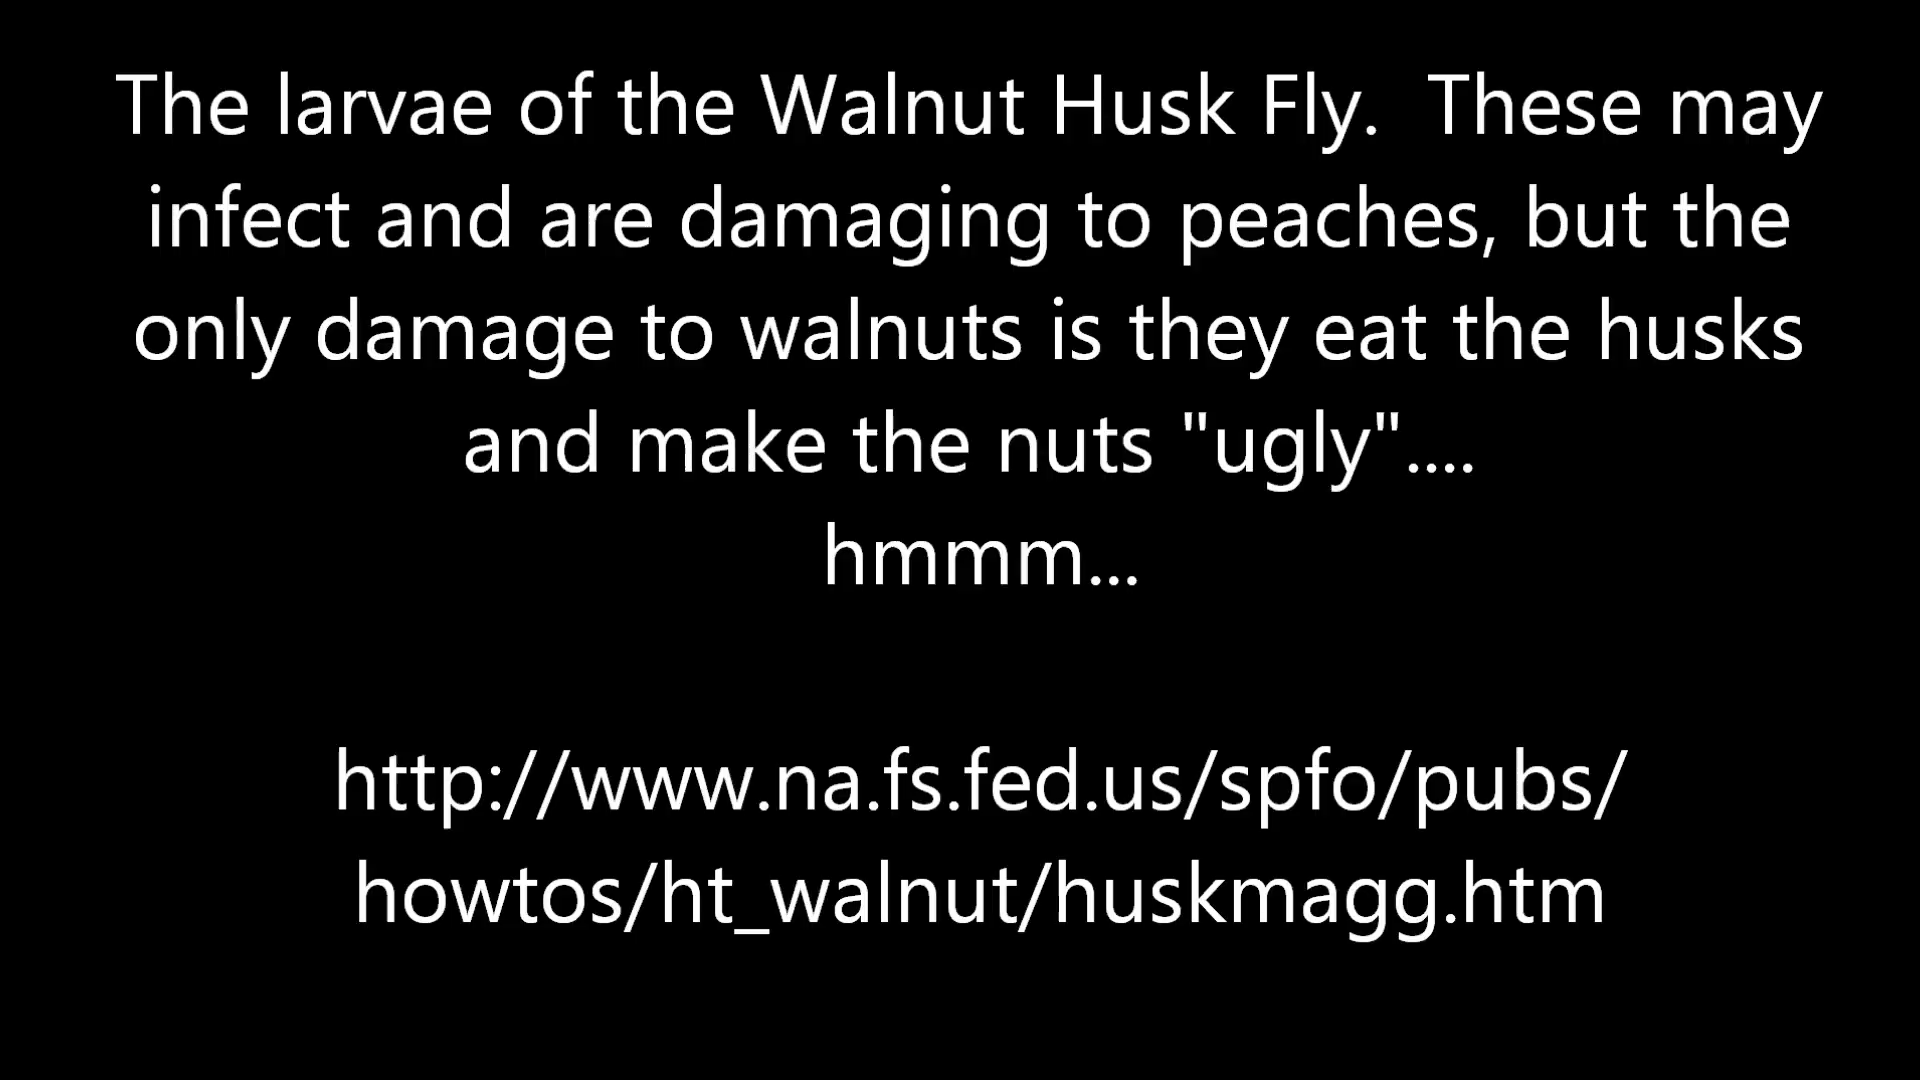 The larvae of the Walnut Husk Fly.  These may
infect and are damaging to peaches, but the
only damage to walnuts is they eat the husks
and make the nuts "ugly"....
hmmm...
http://www.na.fs.fed.us/spfo/pubs/
howtos/ht_walnut/huskmagg.htm